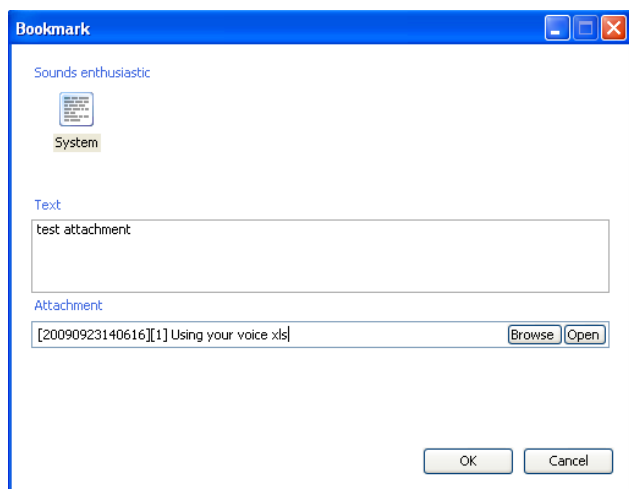 Bookmark
Sounds enthusiastic
System
Text
test attachment
Attachment
[20090923140616][1] Using your voice xls
Browse Open
OK Cancel